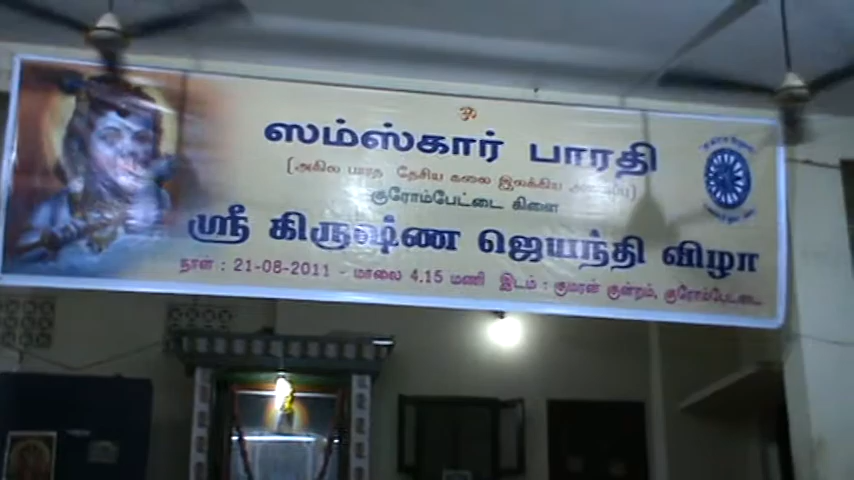 ஸம்ஸ்கார் பாரதி
(அகில பாரத தேசிய கலை இலக்கிய அமைப்பு)
குரோம்பேட்டை கிளை
ஸ்ரீ கிருஷ்ண ஜெயந்தி விழா
நாள் : 21-08-2011 - மாலை 4.15 மணி இடம் : குமரன் குன்றம், குரோம்பேட்டை